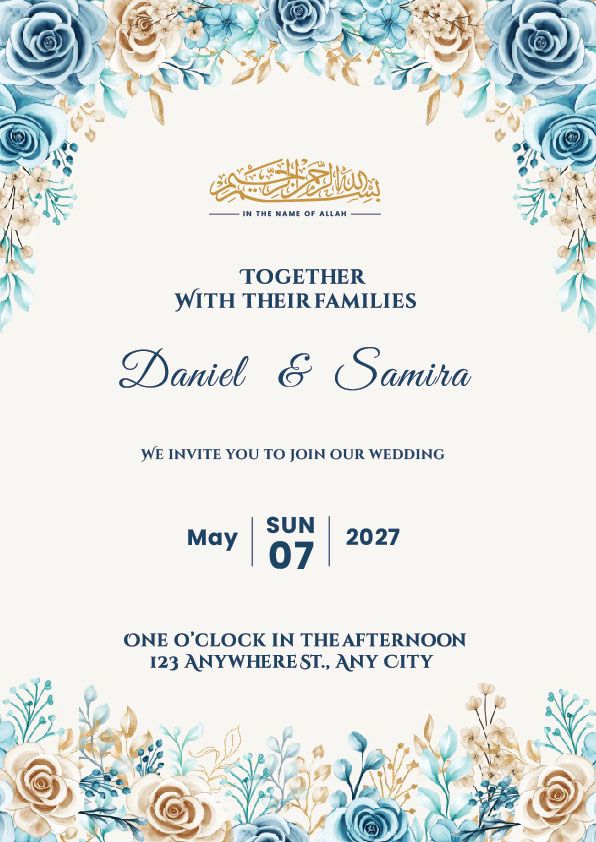 بسم الله الرحمن الرحيم
IN THE NAME OF ALLAH
TOGETHER
WITH THEIR FAMILIES
Daniel & Samira
WE INVITE YOU TO JOIN OUR WEDDING
May SUN 07 2027
ONE O’CLOCK IN THE AFTERNOON
123 ANYWHERE ST., ANY CITY